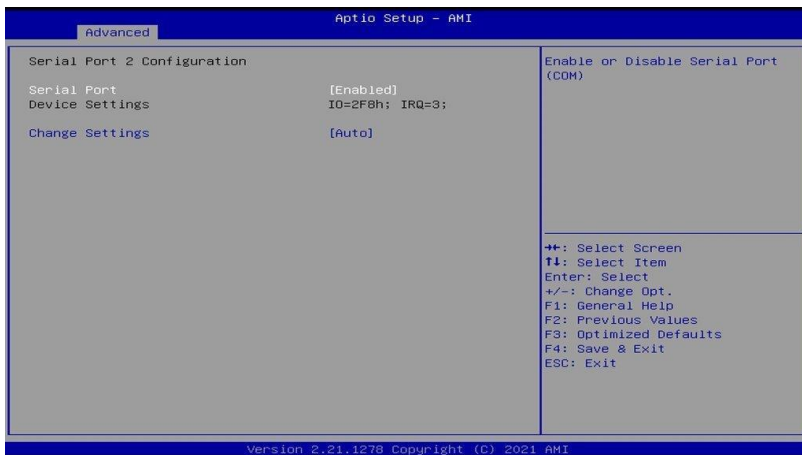 Aptio Setup – AMI
Advanced
Serial Port 2 Configuration
Serial Port [Enabled]
Device Settings IO=2F8h; IRQ=3;
Change Settings [Auto]
Enable or Disable Serial Port
(COM)
→←: Select Screen
↑↓: Select Item
Enter: Select
+/-: Change Opt.
F1: General Help
F2: Previous Values
F3: Optimized Defaults
F4: Save & Exit
ESC: Exit
Version 2.21.1278 Copyright (C) 2021 AMI